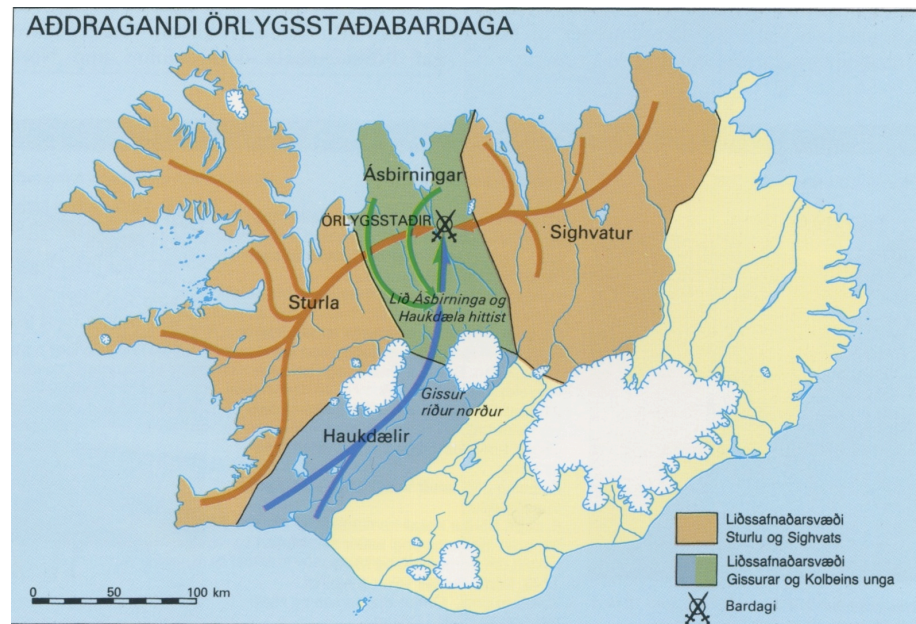 AÐDRAGANDI ÖRLYGSSTAÐABARDAGA
Ásbirningar
ÖRLYGSSTAÐIR
Sighvatur
Sturla
Lið Ásbirninga og
Haukdæla hittist
Gissur
ríður norður
Haukdælir
Liðssafnaðarsvæði
Sturlu og Sighvats
Liðssafnaðarsvæði
Gissurar og Kolbeins unga
Bardagi
0 50 100 km